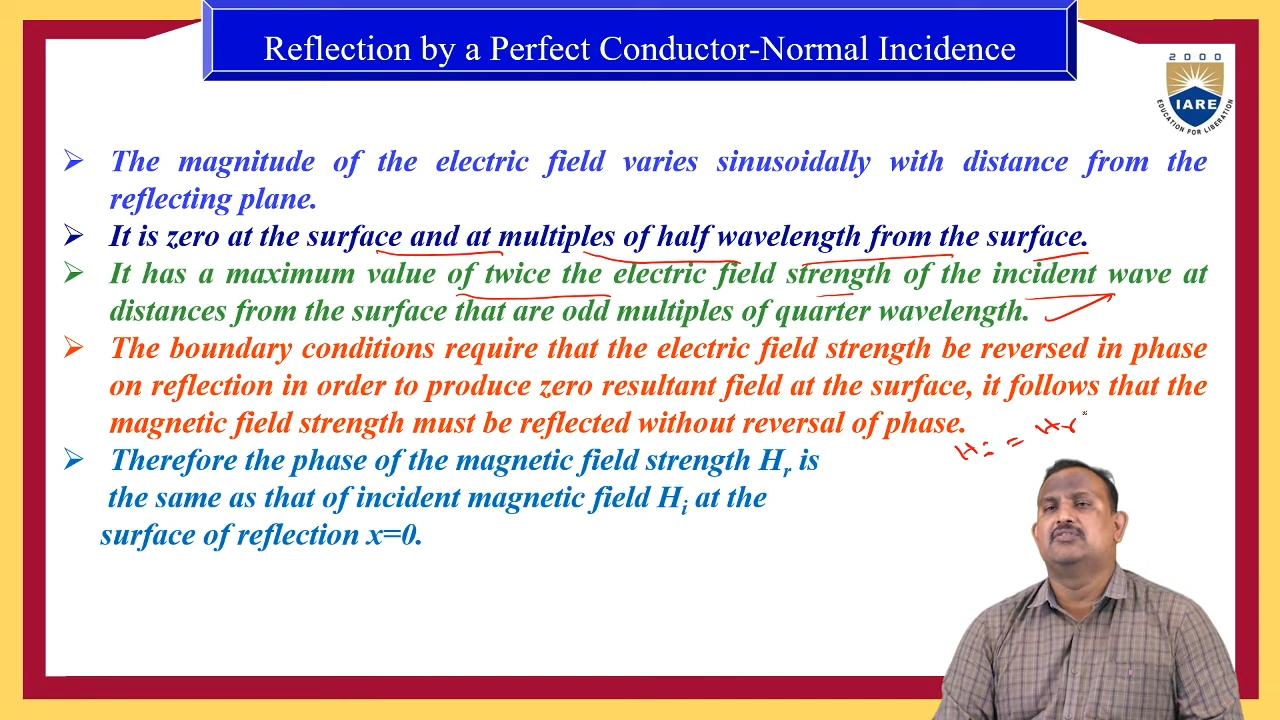 Reflection by a Perfect Conductor-Normal Incidence
2000
IARE
EDUCATION FOR LIBERATION
➢ The magnitude of the electric field varies sinusoidally with distance from the
reflecting plane.
➢ It is zero at the surface and at multiples of half wavelength from the surface.
➢ It has a maximum value of twice the electric field strength of the incident wave at
distances from the surface that are odd multiples of quarter wavelength.
➢ The boundary conditions require that the electric field strength be reversed in phase
on reflection in order to produce zero resultant field at the surface, it follows that the
magnetic field strength must be reflected without reversal of phase.
Hi = Hr
➢ Therefore the phase of the magnetic field strength Hr is
the same as that of incident magnetic field Hi at the
surface of reflection x=0.